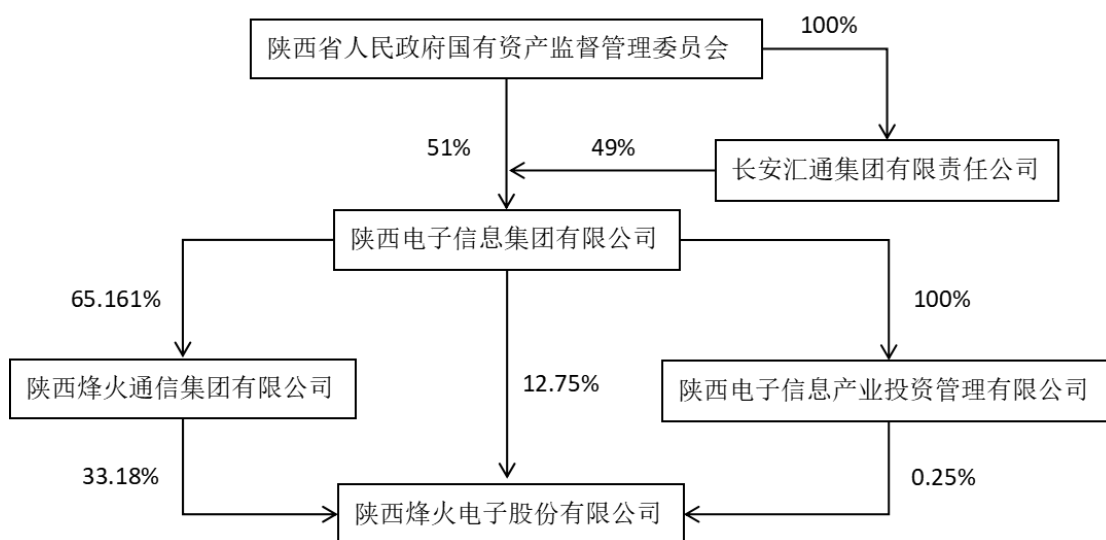 陕西省人民政府国有资产监督管理委员会
100%
51%
49%
长安汇通集团有限责任公司
陕西电子信息集团有限公司
65.161%
100%
陕西烽火通信集团有限公司
12.75%
陕西电子信息产业投资管理有限公司
33.18%
0.25%
陕西烽火电子股份有限公司